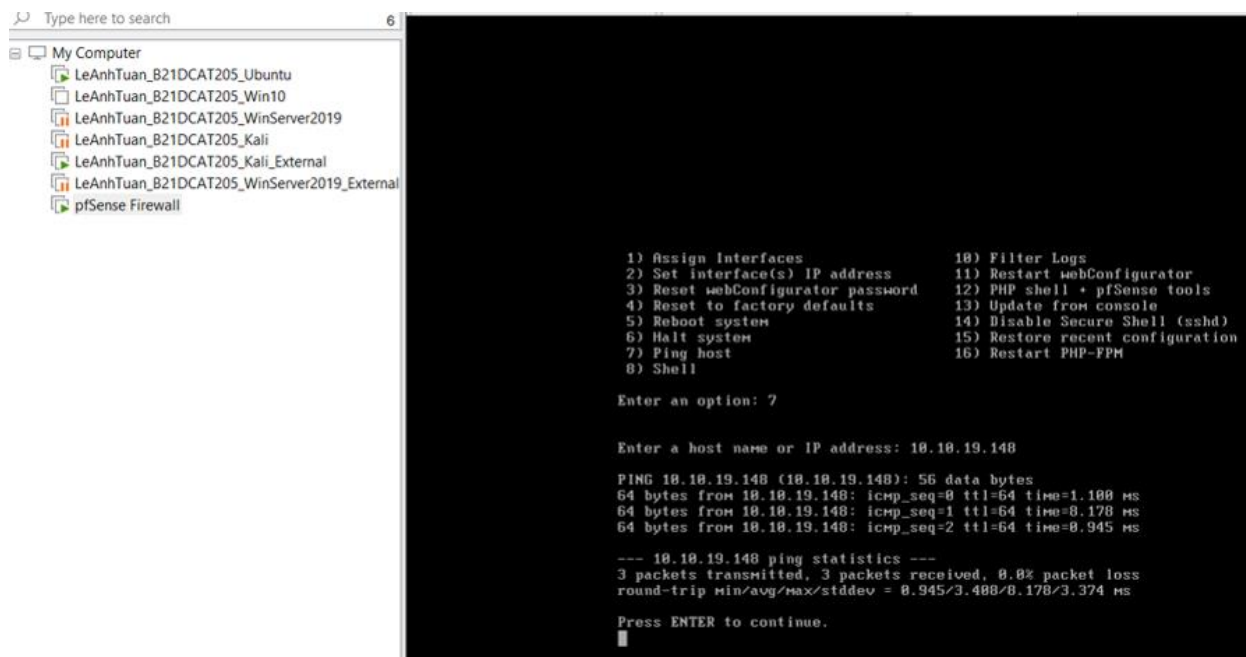 Type here to search
My Computer
LeAnhTuan_B21DCAT205_Ubuntu
LeAnhTuan_B21DCAT205_Win10
LeAnhTuan_B21DCAT205_WinServer2019
LeAnhTuan_B21DCAT205_Kali
LeAnhTuan_B21DCAT205_Kali_External
LeAnhTuan_B21DCAT205_WinServer2019_External
pfSense Firewall
1) Assign Interfaces 10) Filter Logs
2) Set interface(s) IP address 11) Restart webConfigurator
3) Reset webConfigurator password 12) PHP shell + pfSense tools
4) Reset to factory defaults 13) Update from console
5) Reboot system 14) Disable Secure Shell (sshd)
6) Halt system 15) Restore recent configuration
7) Ping host 16) Restart PHP-FPM
8) Shell
Enter an option: 7
Enter a host name or IP address: 10.10.19.148
PING 10.10.19.148 (10.10.19.148): 56 data bytes
64 bytes from 10.10.19.148: icmp_seq=0 ttl=64 time=1.100 ms
64 bytes from 10.10.19.148: icmp_seq=1 ttl=64 time=8.178 ms
64 bytes from 10.10.19.148: icmp_seq=2 ttl=64 time=0.945 ms
--- 10.10.19.148 ping statistics ---
3 packets transmitted, 3 packets received, 0.0% packet loss
round-trip min/avg/max/stddev = 0.945/3.408/8.178/3.374 ms
Press ENTER to continue.